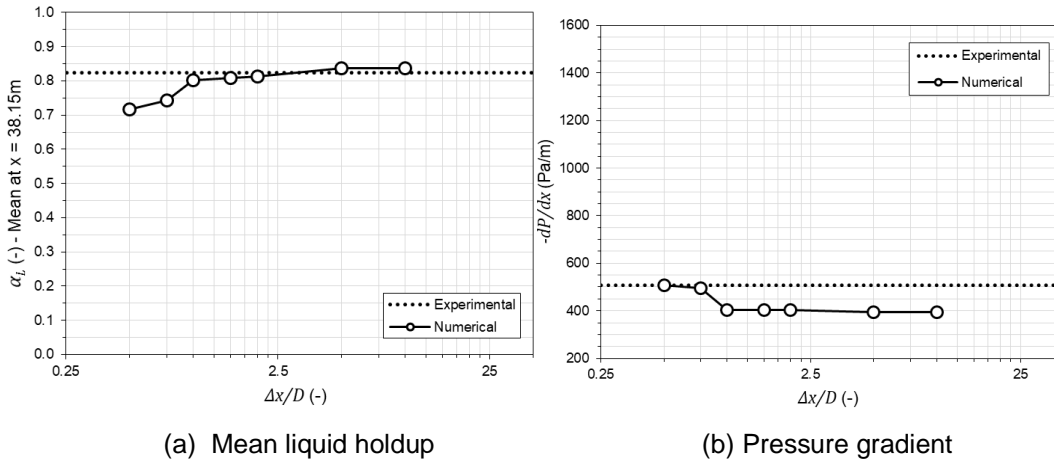 1.0
0.9
0.8
0.7
0.6
0.5
0.4
0.3
0.2
0.1
0.0
α_L (-) - Mean at x = 38.15m
Experimental
Numerical
0.25
2.5
25
Δx/D (-)
(a) Mean liquid holdup
1600
1400
1200
1000
800
600
400
200
-dP/dx (Pa/m)
Experimental
Numerical
0.25
2.5
25
Δx/D (-)
(b) Pressure gradient